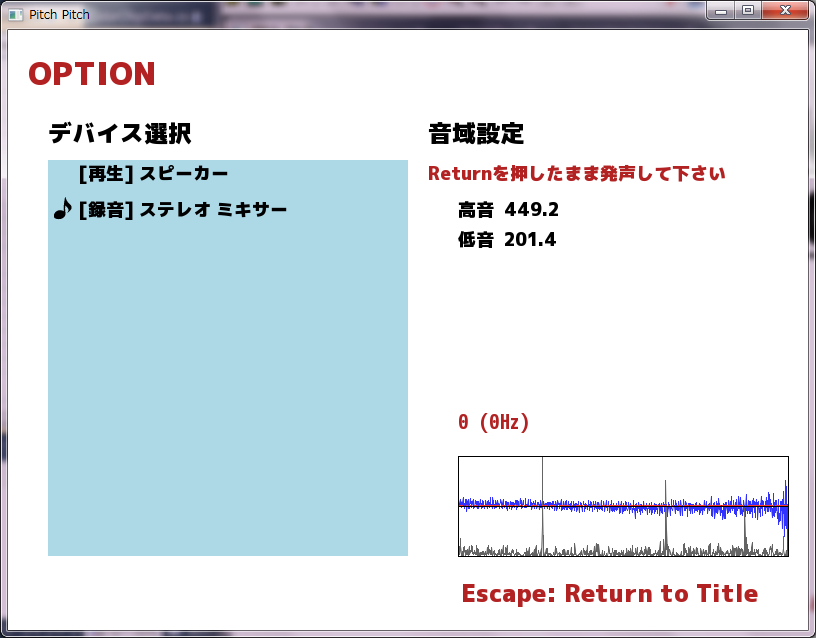 Pitch Pitch
OPTION
デバイス選択
[再生] スピーカー
[録音] ステレオ ミキサー
音域設定
Returnを押したまま発声して下さい
高音 449.2
低音 201.4
0 (0Hz)
Escape: Return to Title